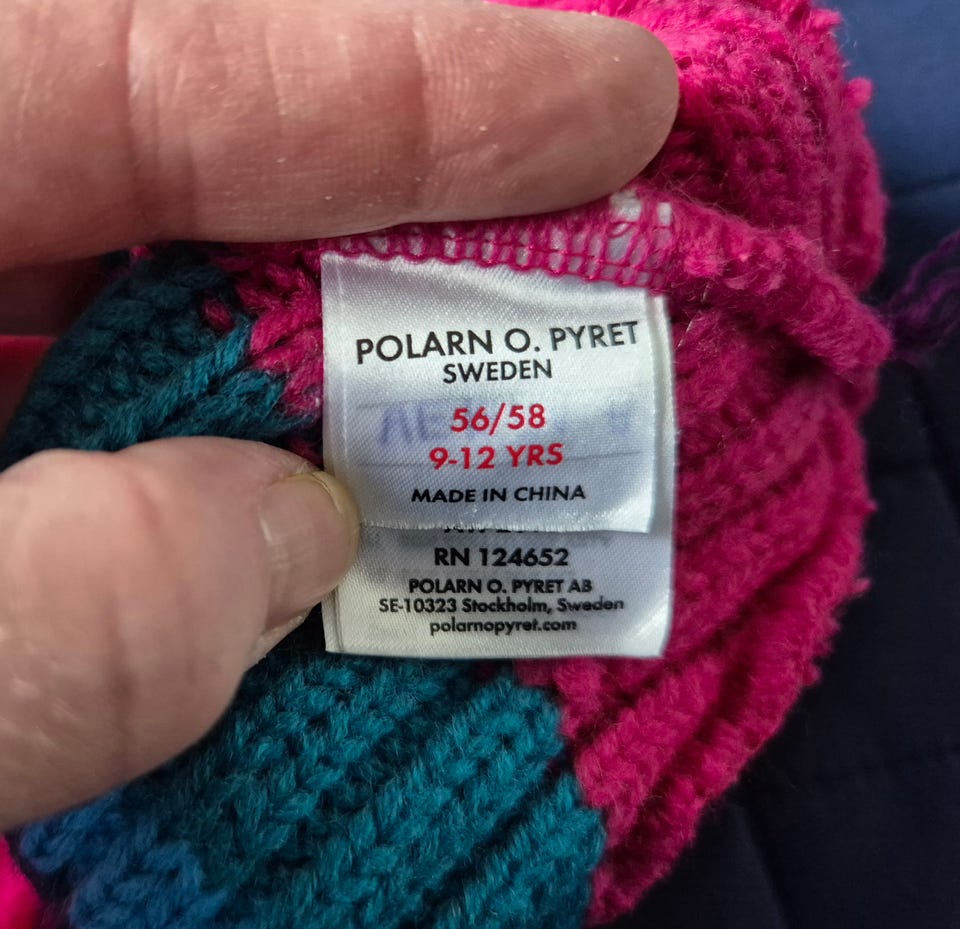 POLARN O. PYRET
SWEDEN
56/58
9-12 YRS
MADE IN CHINA
RN 124652
POLARN O. PYRET AB
SE-10323 Stockholm, Sweden
polarnopyret.com